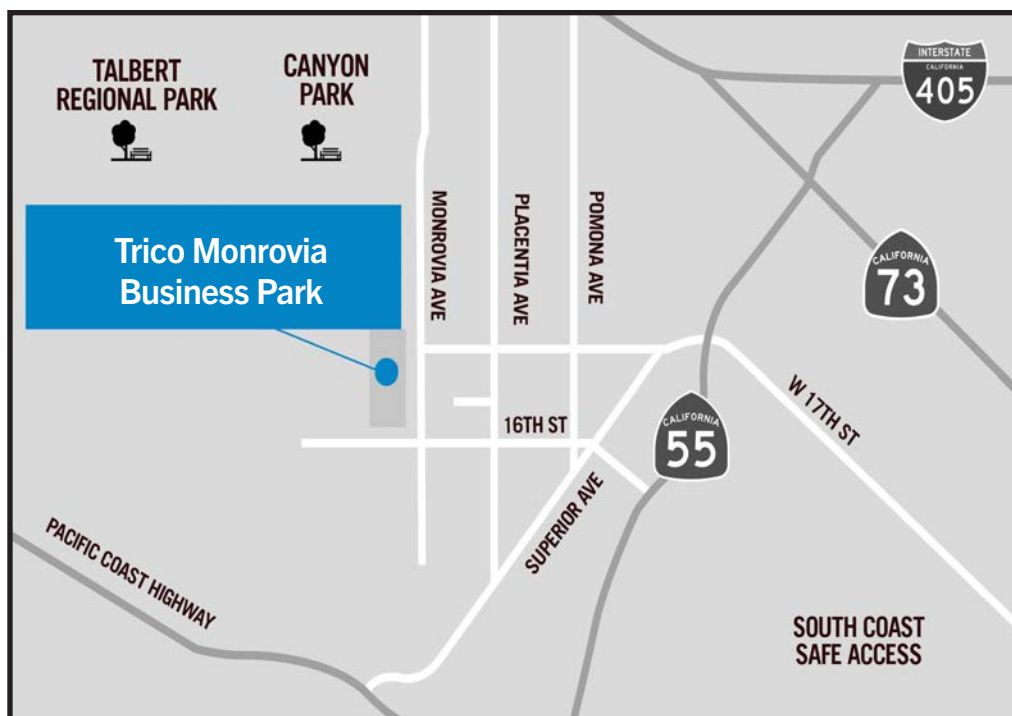 TALBERT
REGIONAL PARK
CANYON
PARK
INTERSTATE
CALIFORNIA
405
MONROVIA AVE
PLACENTIA AVE
POMONA AVE
Trico Monrovia
Business Park
CALIFORNIA
73
16TH ST
CALIFORNIA
55
W 17TH ST
SUPERIOR AVE
PACIFIC COAST HIGHWAY
SOUTH COAST
SAFE ACCESS